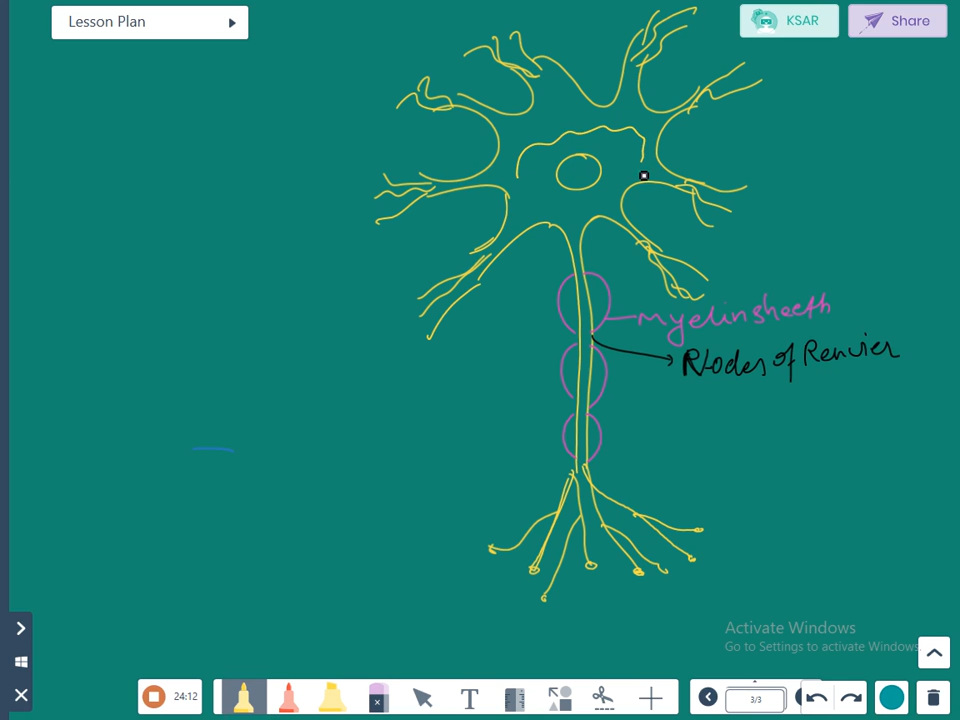 Lesson Plan
KSAR
Share
myelinsheeth
Nodes of Renvier
Activate Windows
Go to Settings to activate Windows.
24:12
T
3/3